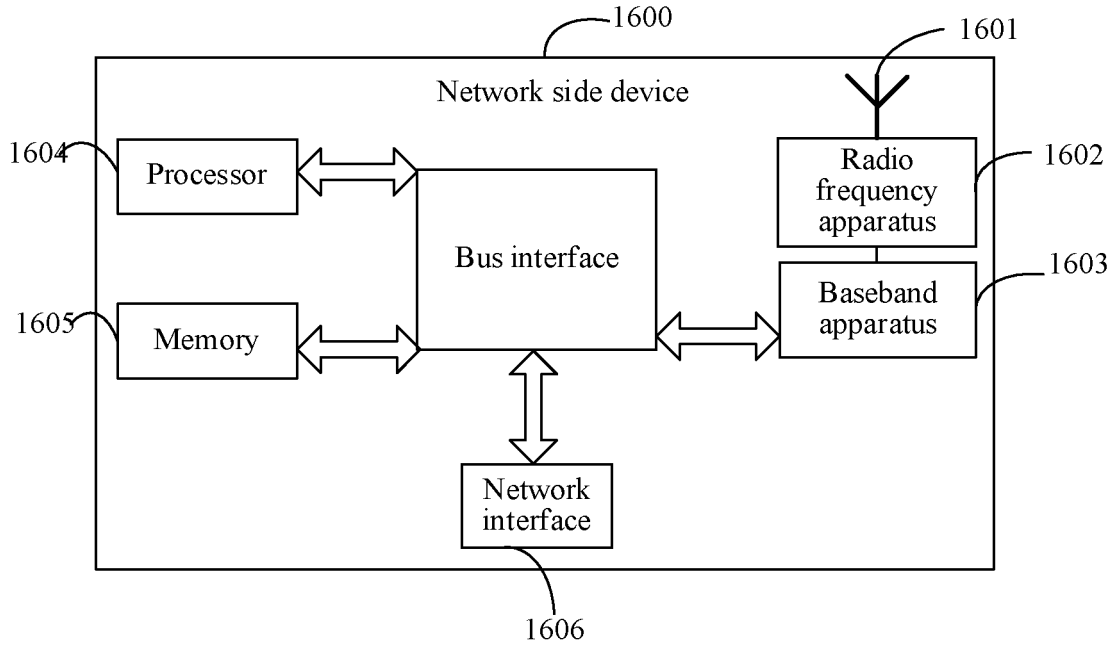 1600
1601
Network side device
1604
Processor
Radio
frequency
apparatus
1602
Bus interface
1603
Baseband
apparatus
1605
Memory
Network
interface
1606